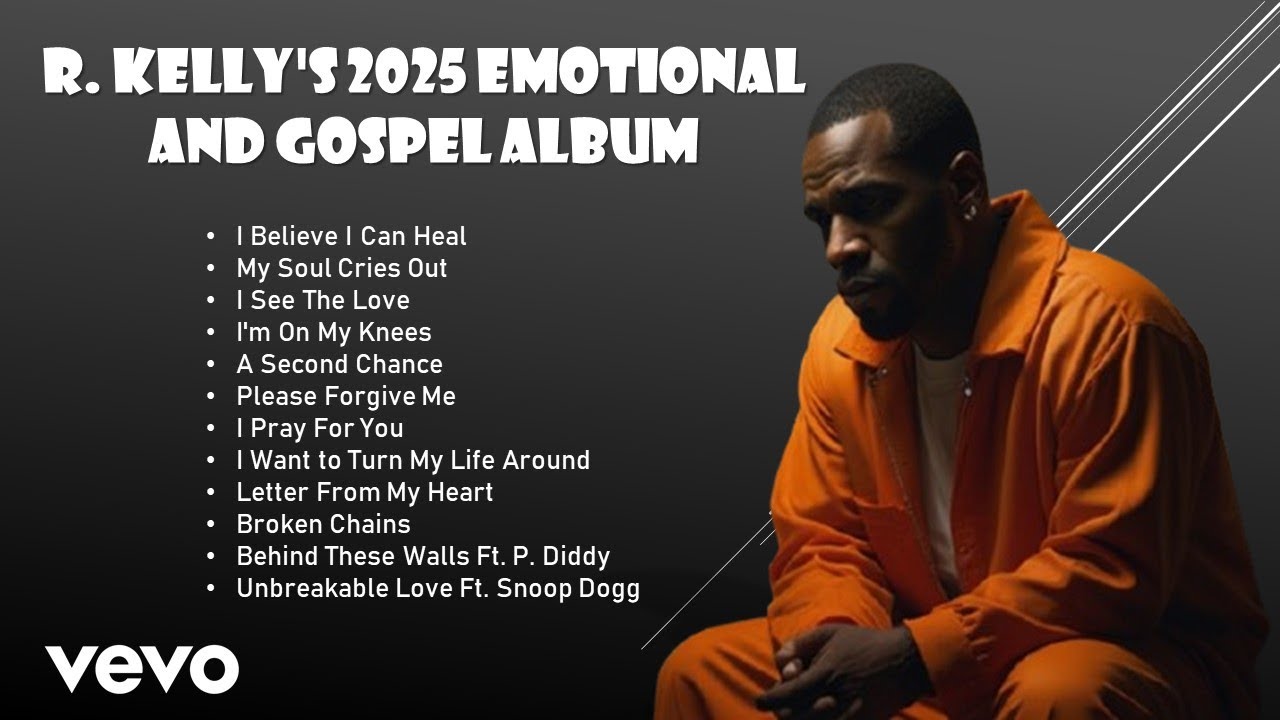 R. KELLY'S 2025 EMOTIONAL
AND GOSPEL ALBUM
• I Believe I Can Heal
• My Soul Cries Out
• I See The Love
• I'm On My Knees
• A Second Chance
• Please Forgive Me
• I Pray For You
• I Want to Turn My Life Around
• Letter From My Heart
• Broken Chains
• Behind These Walls Ft. P. Diddy
• Unbreakable Love Ft. Snoop Dogg
vevo